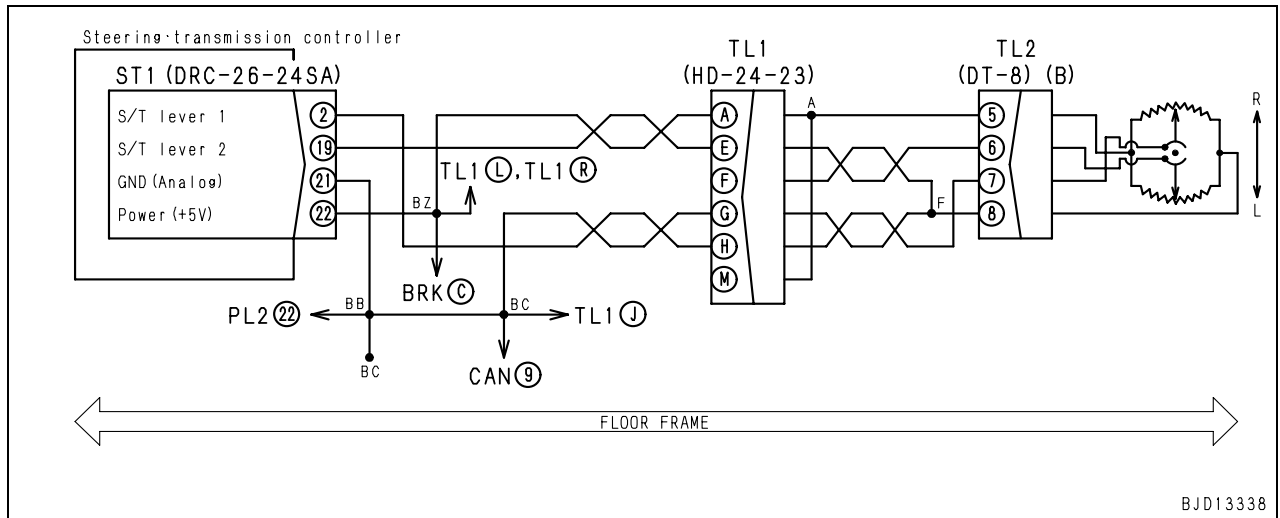 Steering·transmission controller
ST1 (DRC-26-24SA)
S/T lever 1
2
S/T lever 2
19
GND (Analog)
21
Power (+5V)
22
BZ
TL1 L, TL1 R
BRK C
PL2 22
BB
BC
BC
TL1 J
CAN 9
TL1
(HD-24-23)
A
E
F
G
H
M
A
F
TL2
(DT-8) (B)
5
6
7
8
R
L
FLOOR FRAME
BJD13338